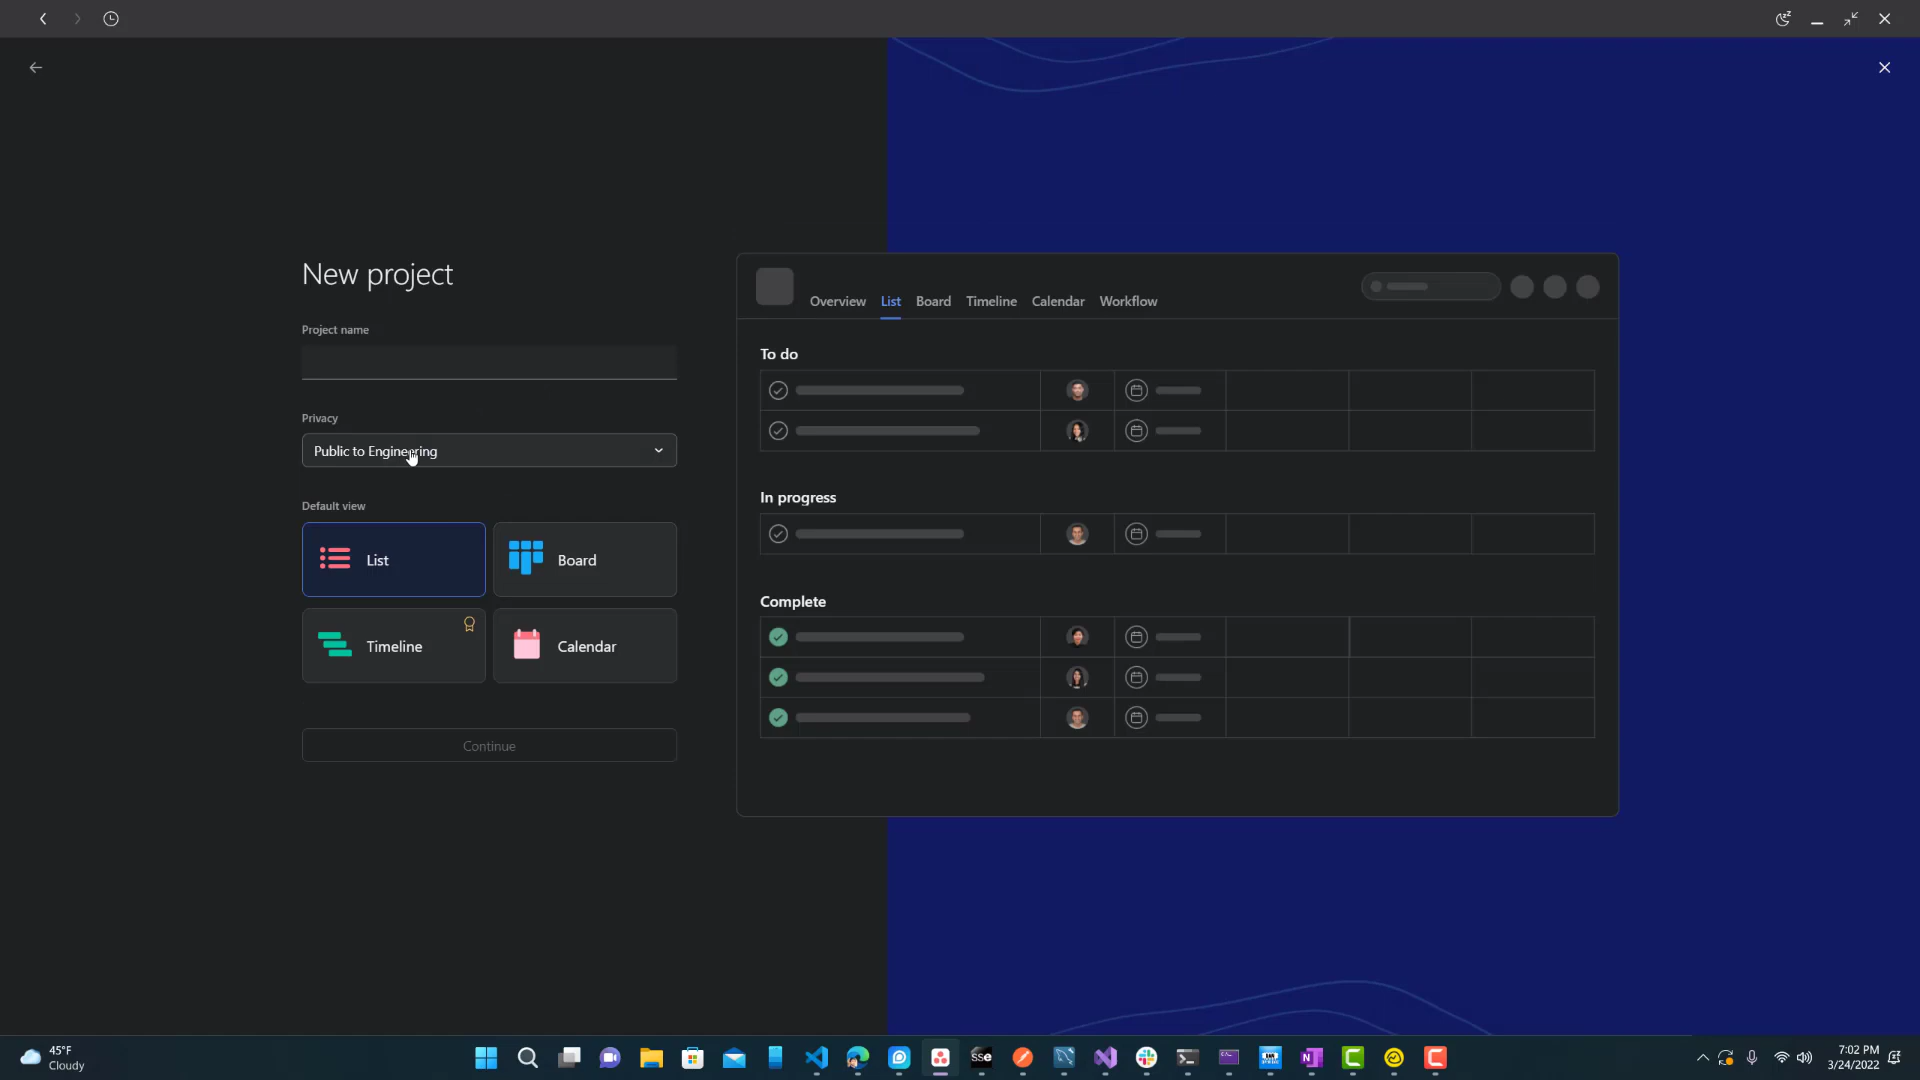 New project
Project name
Privacy
Public to Engineering
Default view
List
Board
Timeline
Calendar
Continue
Overview List Board Timeline Calendar Workflow
To do
In progress
Complete
45°F
Cloudy
SSE
7:02 PM
3/24/2022